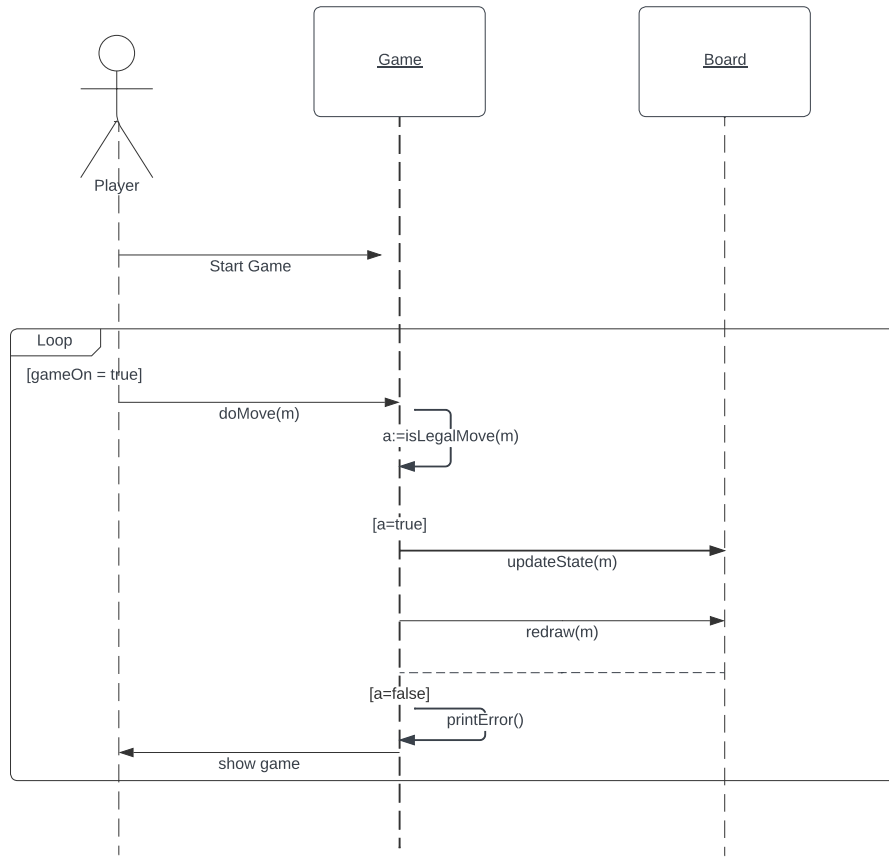 Game
Board
Player
Start Game
Loop
[gameOn = true]
doMove(m)
a:=isLegalMove(m)
[a=true]
updateState(m)
redraw(m)
[a=false]
printError()
show game